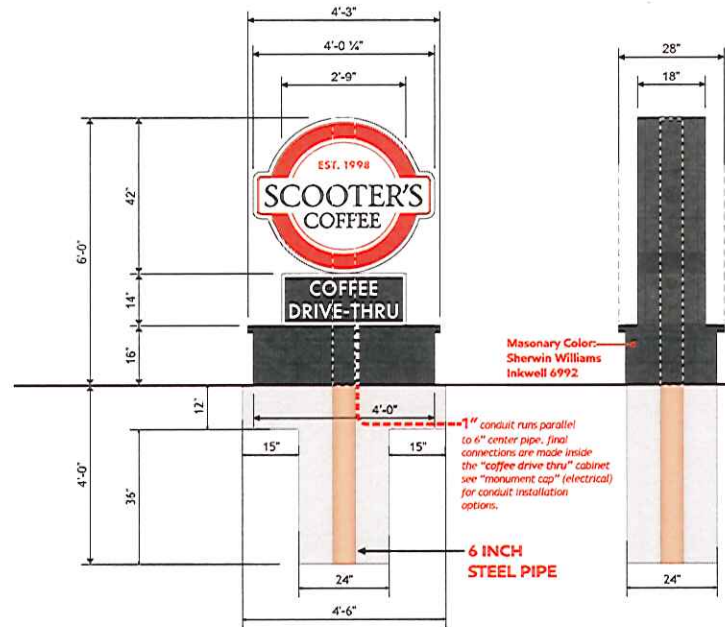 4'-3"
4'-0 ¼"
2'-9"
28"
18"
6'-0"
42"
14"
16"
EST. 1998
SCOOTER'S
COFFEE
COFFEE
DRIVE-THRU
Masonary Color:
Sherwin Williams
Inkwell 6992
12"
4'-0"
4'-0"
36"
15"
15"
1" conduit runs parallel
to 6" center pipe, final
connections are made inside
the "coffee drive thru" cabinet
see "monument cap" (electrical)
for conduit installation
options.
6 INCH
STEEL PIPE
24"
4'-6"
24"